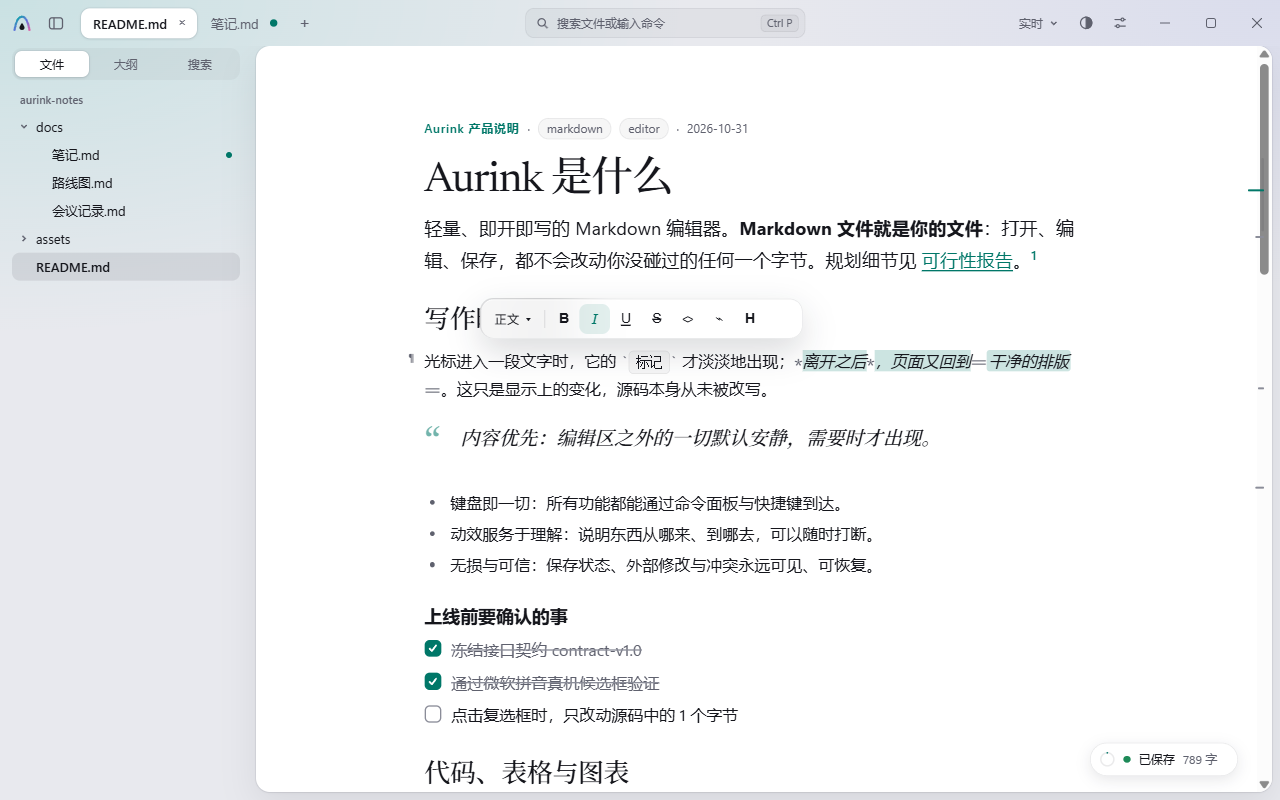 README.md ×
笔记.md
+
搜索文件或输入命令 Ctrl P
实时
文件 大纲 搜索
aurink-notes
docs
笔记.md
路线图.md
会议记录.md
assets
README.md
Aurink 产品说明 · markdown editor · 2026-10-31
Aurink 是什么
轻量、即开即写的 Markdown 编辑器。Markdown 文件就是你的文件：打开、编
辑、保存，都不会改动你没碰过的任何一个字节。规划细节见 可行性报告。1
写作
正文 B I U S <> H
¶ 光标进入一段文字时，它的 `标记` 才淡淡地出现；*离开之后*，页面又回到==干净的排版
==。这只是显示上的变化，源码本身从未被改写。
“ 内容优先：编辑区之外的一切默认安静，需要时才出现。
• 键盘即一切：所有功能都能通过命令面板与快捷键到达。
• 动效服务于理解：说明东西从哪来、到哪去，可以随时打断。
• 无损与可信：保存状态、外部修改与冲突永远可见、可恢复。
上线前要确认的事
冻结接口契约 contract-v1.0
通过微软拼音真机候选框验证
点击复选框时，只改动源码中的 1 个字节
代码、表格与图表
已保存 789 字